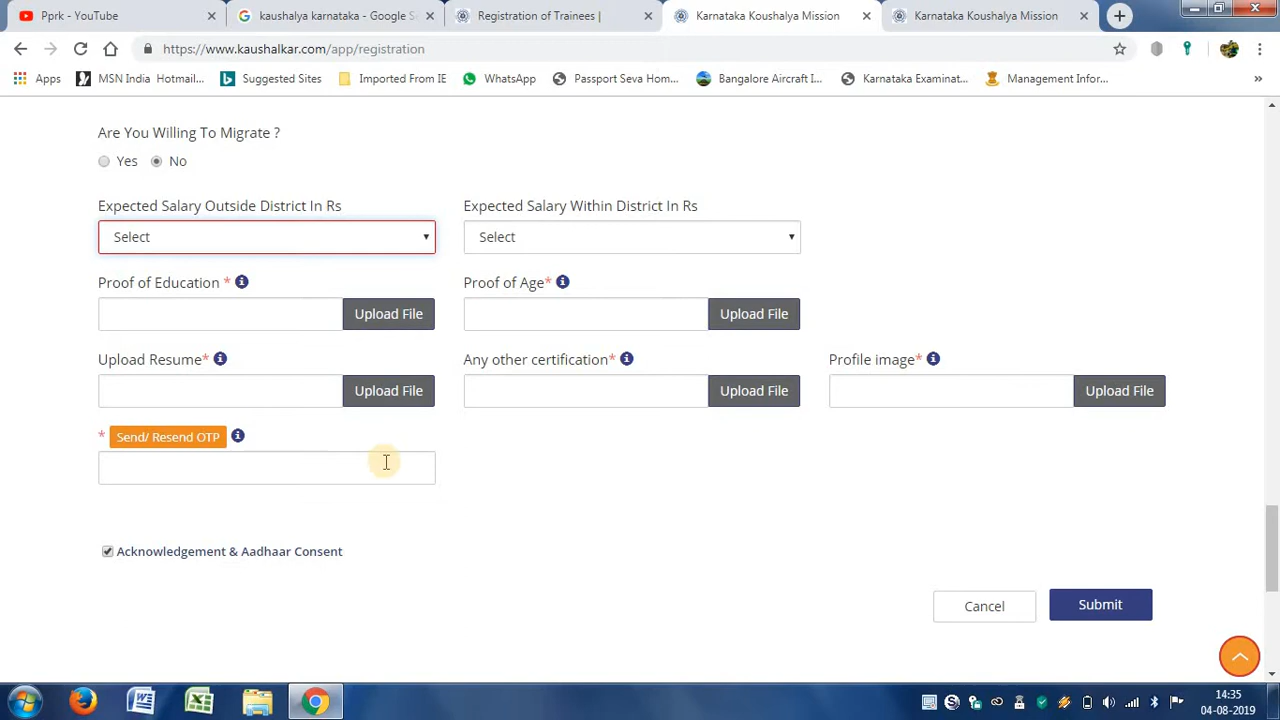 Pprk - YouTube
kaushalya karnataka - Google S
Registration of Trainees |
Karnataka Koushalya Mission
Karnataka Koushalya Mission
https://www.kaushalkar.com/app/registration
Apps
MSN India Hotmail...
Suggested Sites
Imported From IE
WhatsApp
Passport Seva Hom...
Bangalore Aircraft I...
Karnataka Examinat...
Management Infor...
»
Are You Willing To Migrate ?
Yes No
Expected Salary Outside District In Rs Expected Salary Within District In Rs
Select Select
Proof of Education * Proof of Age*
Upload File Upload File
Upload Resume* Any other certification* Profile image*
Upload File Upload File Upload File
* Send/ Resend OTP
Acknowledgement & Aadhaar Consent
Cancel Submit
14:35
04-08-2019